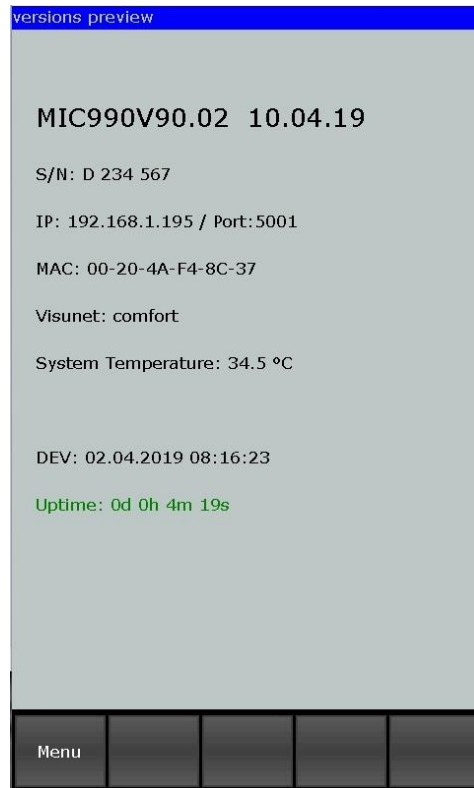 versions preview
MIC990V90.02 10.04.19
S/N: D 234 567
IP: 192.168.1.195 / Port:5001
MAC: 00-20-4A-F4-8C-37
Visunet: comfort
System Temperature: 34.5 °C
DEV: 02.04.2019 08:16:23
Uptime: 0d 0h 4m 19s
Menu